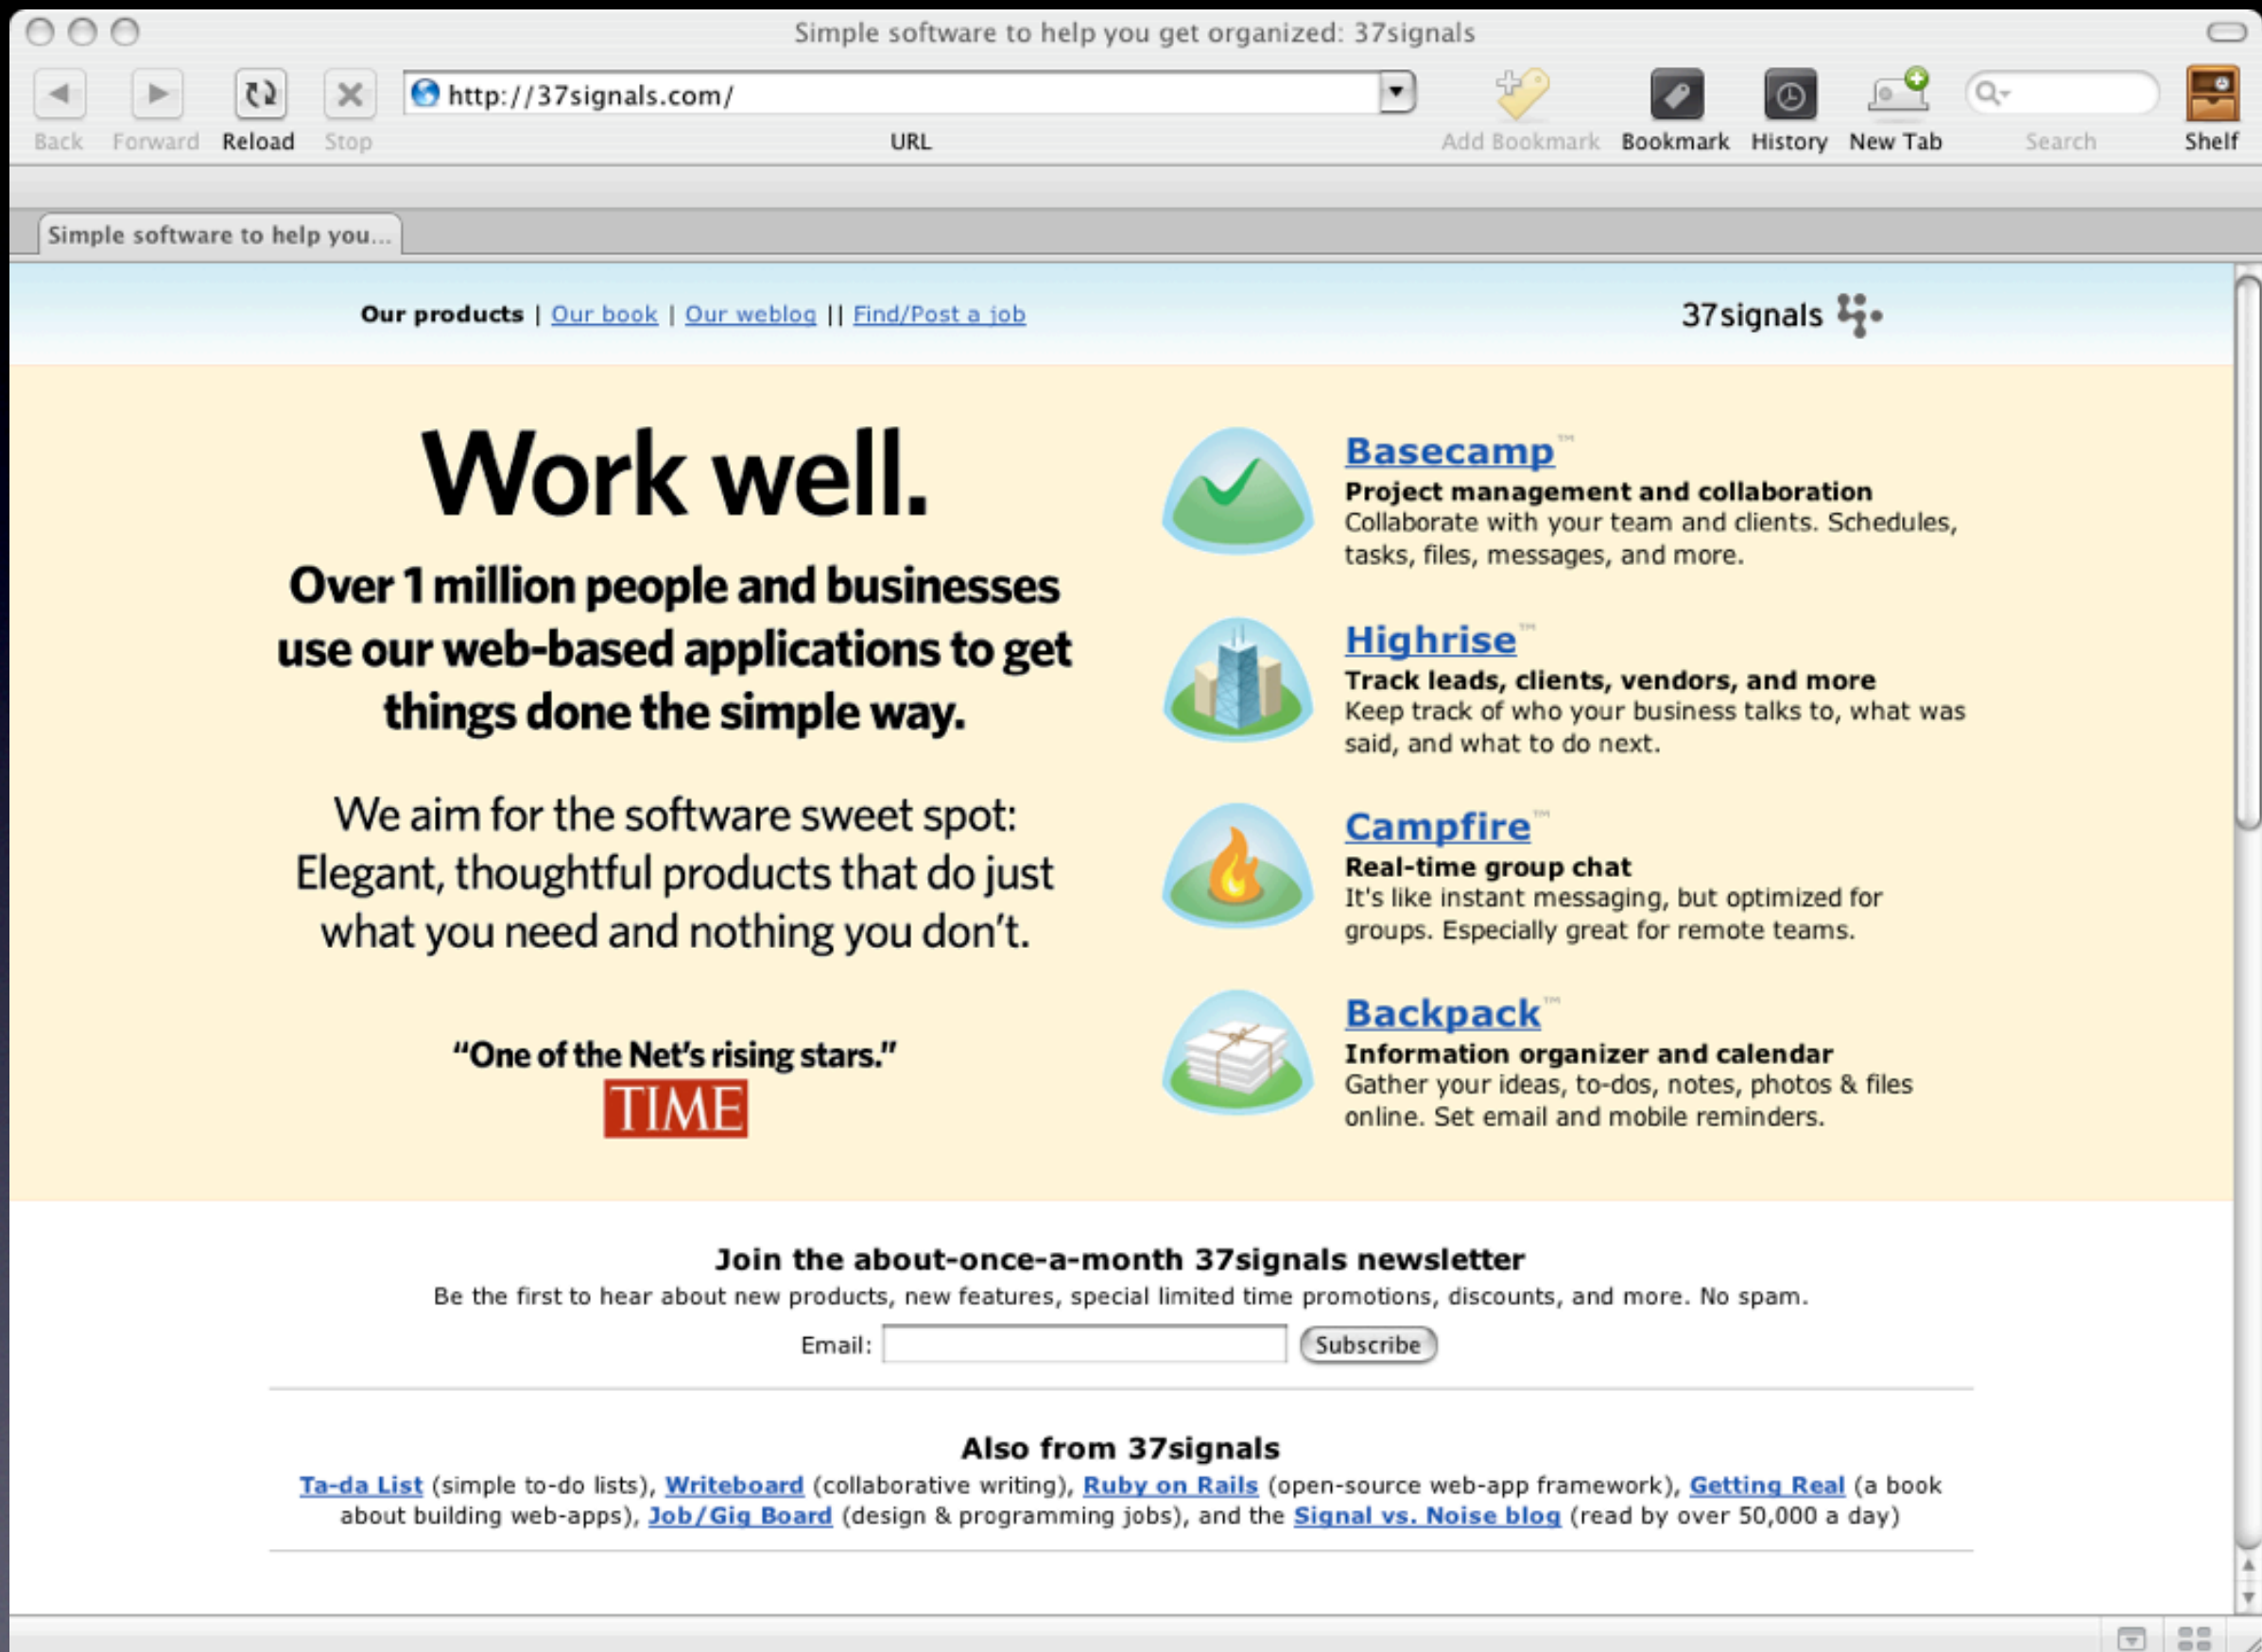 Simple software to help you get organized: 37signals
http://37signals.com/
Back Forward Reload Stop URL Add Bookmark Bookmark History New Tab Search Shelf
Simple software to help you...
Our products | Our book | Our weblog || Find/Post a job
37signals
Work well.
Over 1 million people and businesses
use our web-based applications to get
things done the simple way.
We aim for the software sweet spot:
Elegant, thoughtful products that do just
what you need and nothing you don't.
“One of the Net's rising stars.”
TIME
Basecamp™
Project management and collaboration
Collaborate with your team and clients. Schedules,
tasks, files, messages, and more.
Highrise™
Track leads, clients, vendors, and more
Keep track of who your business talks to, what was
said, and what to do next.
Campfire™
Real-time group chat
It's like instant messaging, but optimized for
groups. Especially great for remote teams.
Backpack™
Information organizer and calendar
Gather your ideas, to-dos, notes, photos & files
online. Set email and mobile reminders.
Join the about-once-a-month 37signals newsletter
Be the first to hear about new products, new features, special limited time promotions, discounts, and more. No spam.
Email: Subscribe
Also from 37signals
Ta-da List (simple to-do lists), Writeboard (collaborative writing), Ruby on Rails (open-source web-app framework), Getting Real (a book
about building web-apps), Job/Gig Board (design & programming jobs), and the Signal vs. Noise blog (read by over 50,000 a day)